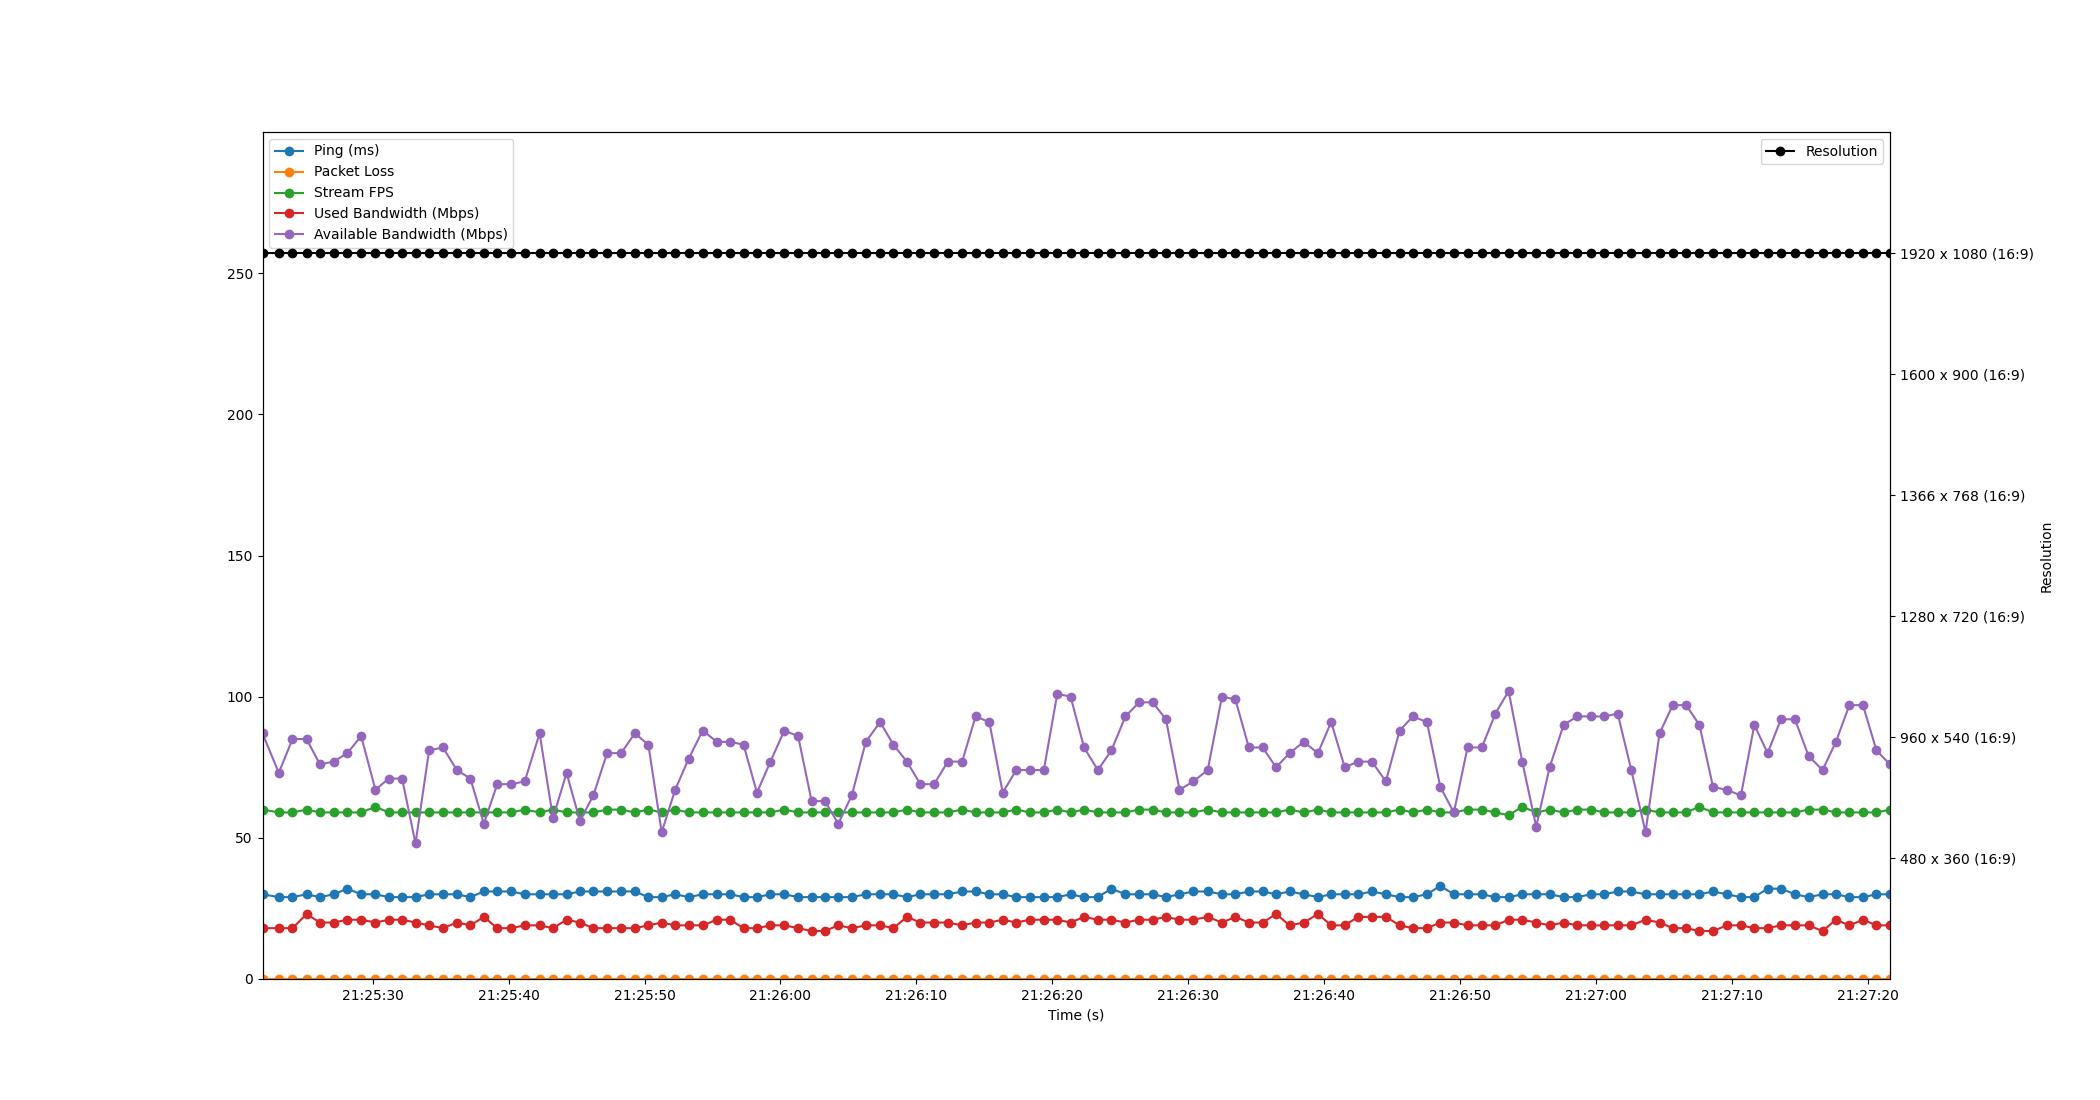 Ping (ms)
Packet Loss
Stream FPS
Used Bandwidth (Mbps)
Available Bandwidth (Mbps)
Resolution
250
200
150
100
50
0
1920 x 1080 (16:9)
1600 x 900 (16:9)
1366 x 768 (16:9)
1280 x 720 (16:9)
960 x 540 (16:9)
480 x 360 (16:9)
Resolution
21:25:30 21:25:40 21:25:50 21:26:00 21:26:10 21:26:20 21:26:30 21:26:40 21:26:50 21:27:00 21:27:10 21:27:20
Time (s)